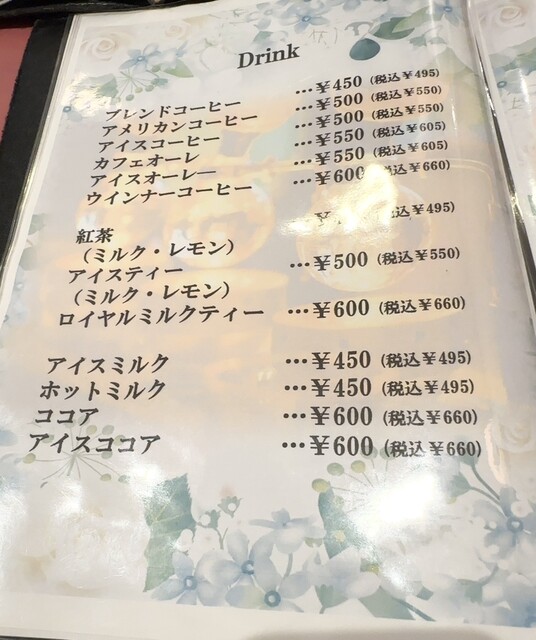 Drink
ブレンドコーヒー …￥450 (税込￥495)
アメリカンコーヒー …￥500 (税込￥550)
アイスコーヒー …￥500 (税込￥550)
カフェオーレ …￥550 (税込￥605)
アイスオーレー …￥550 (税込￥605)
ウインナーコーヒー …￥600 (税込￥660)
紅茶 (税込￥495)
（ミルク・レモン）
アイスティー …￥500 (税込￥550)
（ミルク・レモン）
ロイヤルミルクティー …￥600 (税込￥660)
アイスミルク …￥450 (税込￥495)
ホットミルク …￥450 (税込￥495)
ココア …￥600 (税込￥660)
アイスココア …￥600 (税込￥660)